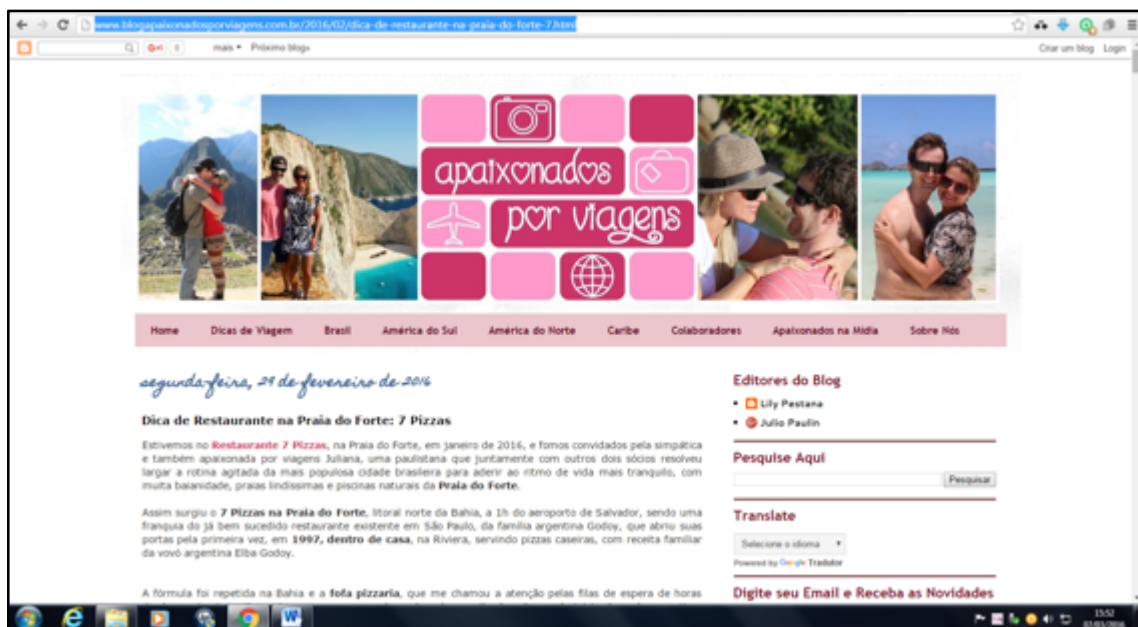 www.blogapaixonadosporviagens.com.br/2016/02/dica-de-restaurante-na-praia-do-forte-7.html
G+1 0 mais Próximo blog» Criar um blog Login
apaixonados
por viagens
Home Dicas de Viagem Brasil América do Sul América do Norte Caribe Colaboradores Apaixonados na Mídia Sobre Nós
segunda-feira, 29 de fevereiro de 2016
Dica de Restaurante na Praia do Forte: 7 Pizzas
Estivemos no Restaurante 7 Pizzas, na Praia do Forte, em janeiro de 2016, e fomos convidados pela simpática
e também apaixonada por viagens Juliana, uma paulistana que juntamente com outros dois sócios resolveu
largar a rotina agitada da mais populosa cidade brasileira para aderir ao ritmo de vida mais tranquilo, com
muita baianidade, praias lindíssimas e piscinas naturais da Praia do Forte.
Assim surgiu o 7 Pizzas na Praia do Forte, litoral norte da Bahia, a 1h do aeroporto de Salvador, sendo uma
franquia do já bem sucedido restaurante existente em São Paulo, da família argentina Godoy, que abriu suas
portas pela primeira vez, em 1997, dentro de casa, na Riviera, servindo pizzas caseiras, com receita familiar
da vovó argentina Elba Godoy.
A fórmula foi repetida na Bahia e a fofa pizzaria, que me chamou a atenção pelas filas de espera de horas
Editores do Blog
Lily Pestana
Julio Paulin
Pesquise Aqui
Pesquisar
Translate
Selecione o idioma
Powered by Google Tradutor
Digite seu Email e Receba as Novidades
15:52
02/03/2016